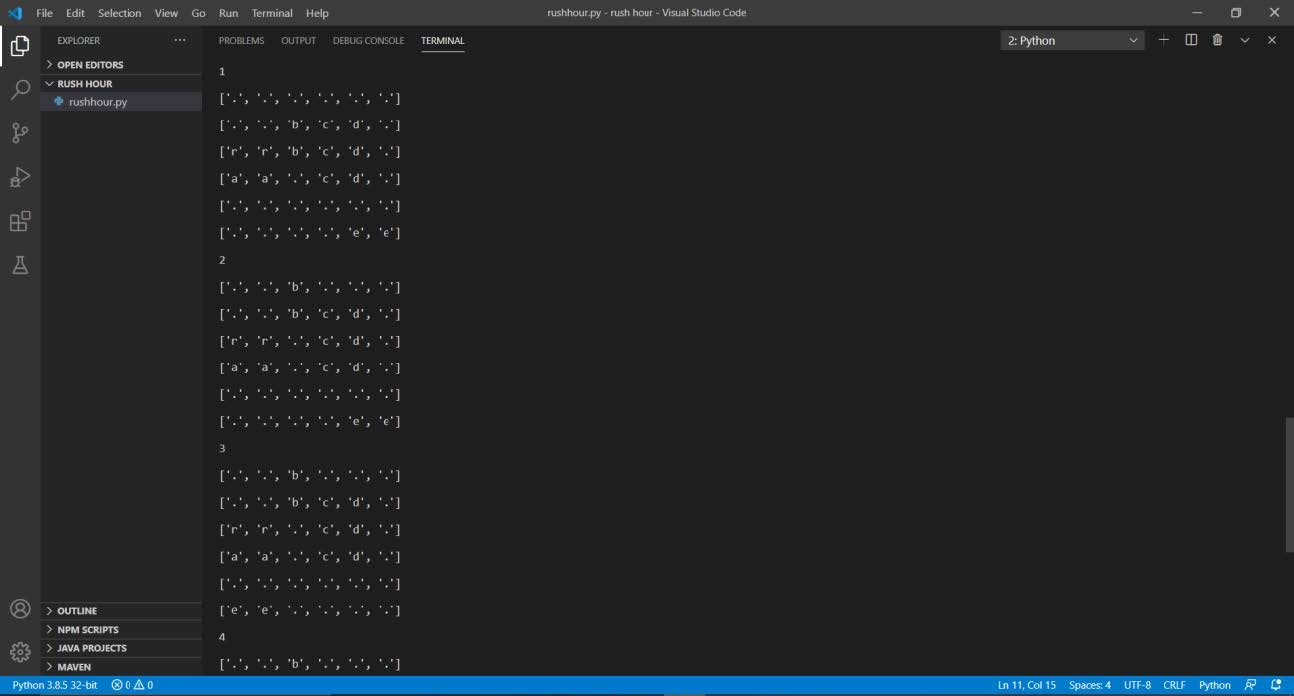 File Edit Selection View Go Run Terminal Help
rushhour.py - rush hour - Visual Studio Code
EXPLORER
OPEN EDITORS
RUSH HOUR
rushhour.py
OUTLINE
NPM SCRIPTS
JAVA PROJECTS
MAVEN
PROBLEMS OUTPUT DEBUG CONSOLE TERMINAL
2: Python
1
['.', '.', '.', '.', '.', '.']
['.', '.', 'b', 'c', 'd', '.']
['r', 'r', 'b', 'c', 'd', '.']
['a', 'a', '.', 'c', 'd', '.']
['.', '.', '.', '.', '.', '.']
['.', '.', '.', '.', 'e', 'e']
2
['.', '.', 'b', '.', '.', '.']
['.', '.', 'b', 'c', 'd', '.']
['r', 'r', '.', 'c', 'd', '.']
['a', 'a', '.', 'c', 'd', '.']
['.', '.', '.', '.', '.', '.']
['.', '.', '.', '.', 'e', 'e']
3
['.', '.', 'b', '.', '.', '.']
['.', '.', 'b', 'c', 'd', '.']
['r', 'r', '.', 'c', 'd', '.']
['a', 'a', '.', 'c', 'd', '.']
['.', '.', '.', '.', '.', '.']
['e', 'e', '.', '.', '.', '.']
4
['.', '.', 'b', '.', '.', '.']
Python 3.8.5 32-bit 0 0
Ln 11, Col 15 Spaces: 4 UTF-8 CRLF Python